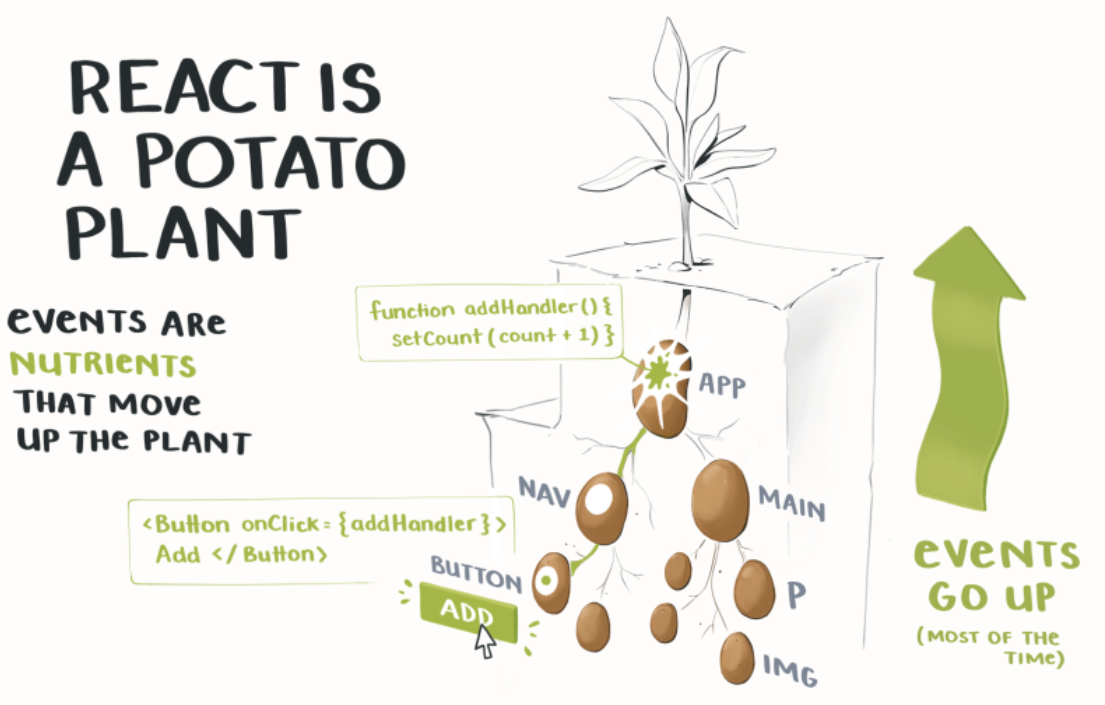 REACT IS
A POTATO
PLANT
EVENTS ARE
NUTRIENTS
THAT MOVE
UP THE PLANT
function addHandler() {
setCount (count + 1) }
APP
NAV
MAIN
<Button onClick= {addHandler}>
Add </Button>
BUTTON
ADD
P
IMG
EVENTS
GO UP
(MOST OF THE
TIME)